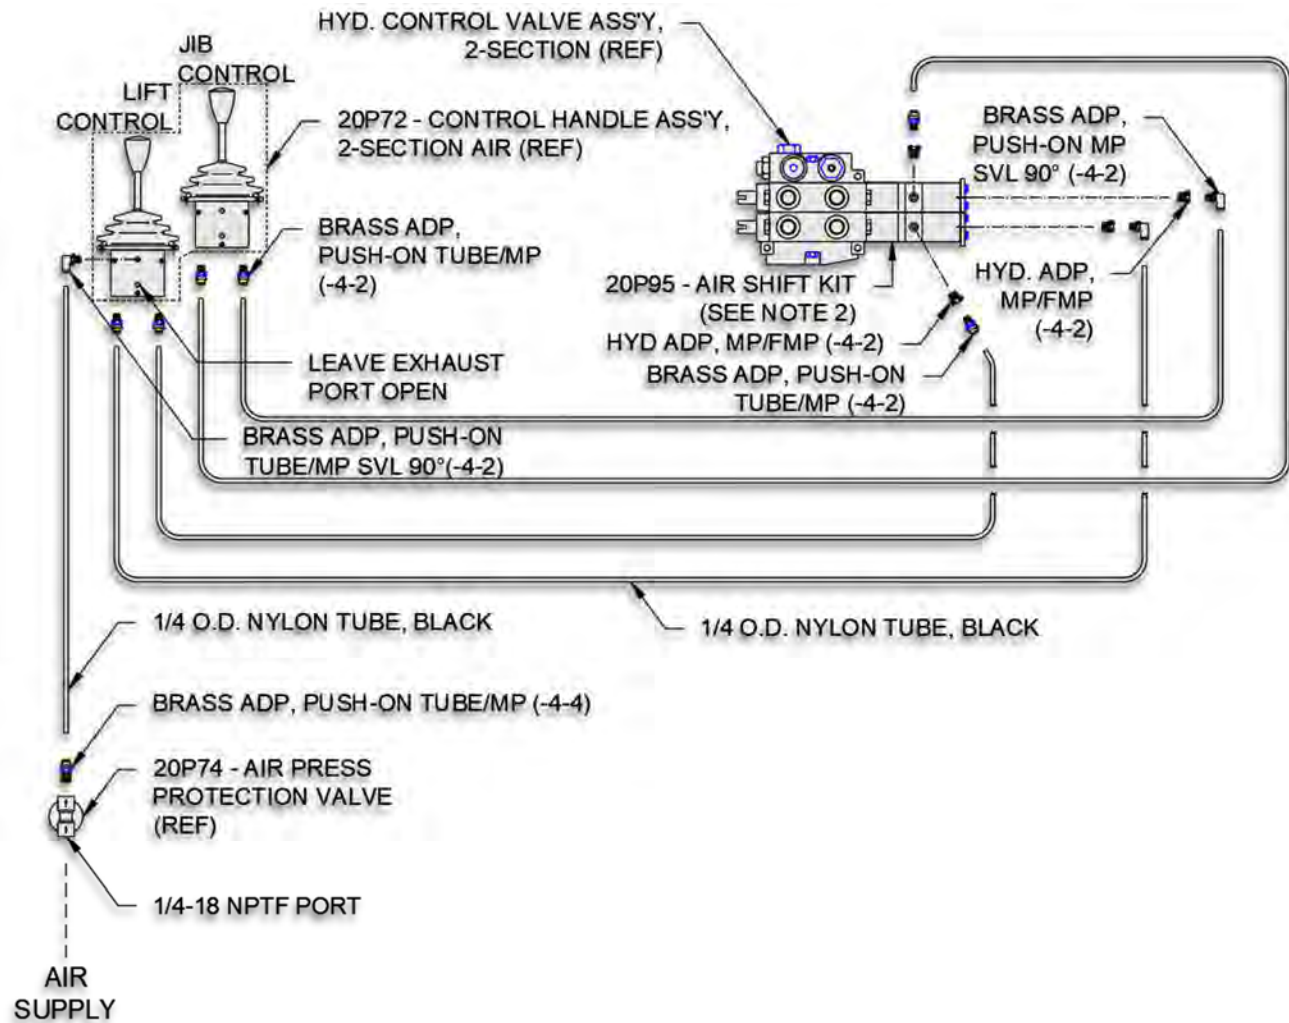 HYD. CONTROL VALVE ASS'Y,
2-SECTION (REF)
JIB
CONTROL
LIFT
CONTROL
20P72 - CONTROL HANDLE ASS'Y,
2-SECTION AIR (REF)
BRASS ADP,
PUSH-ON MP
SVL 90° (-4-2)
BRASS ADP,
PUSH-ON TUBE/MP
(-4-2)
20P95 - AIR SHIFT KIT
(SEE NOTE 2)
HYD ADP, MP/FMP (-4-2)
HYD. ADP,
MP/FMP
(-4-2)
LEAVE EXHAUST
PORT OPEN
BRASS ADP, PUSH-ON
TUBE/MP (-4-2)
BRASS ADP, PUSH-ON
TUBE/MP SVL 90°(-4-2)
1/4 O.D. NYLON TUBE, BLACK
1/4 O.D. NYLON TUBE, BLACK
BRASS ADP, PUSH-ON TUBE/MP (-4-4)
20P74 - AIR PRESS
PROTECTION VALVE
(REF)
1/4-18 NPTF PORT
AIR
SUPPLY